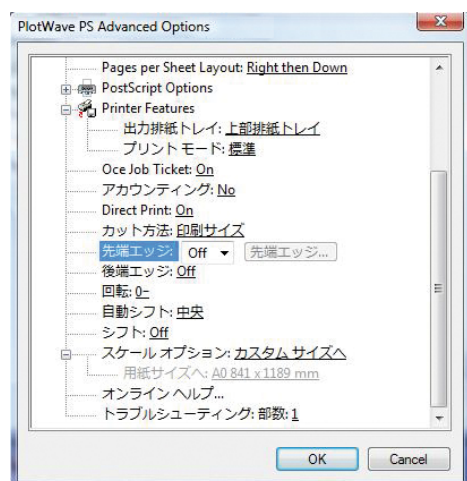 PlotWave PS Advanced Options
Pages per Sheet Layout: Right then Down
PostScript Options
Printer Features
出力排紙トレイ: 上部排紙トレイ
プリント モード: 標準
Oce Job Ticket: On
アカウンティング: No
Direct Print: On
カット方法: 印刷サイズ
先端エッジ: Off 先端エッジ...
後端エッジ: Off
回転: 0-
自動シフト: 中央
シフト: Off
スケール オプション: カスタム サイズへ
用紙サイズへ: A0 841 x 1189 mm
オンライン ヘルプ...
トラブルシューティング: 部数: 1
OK Cancel